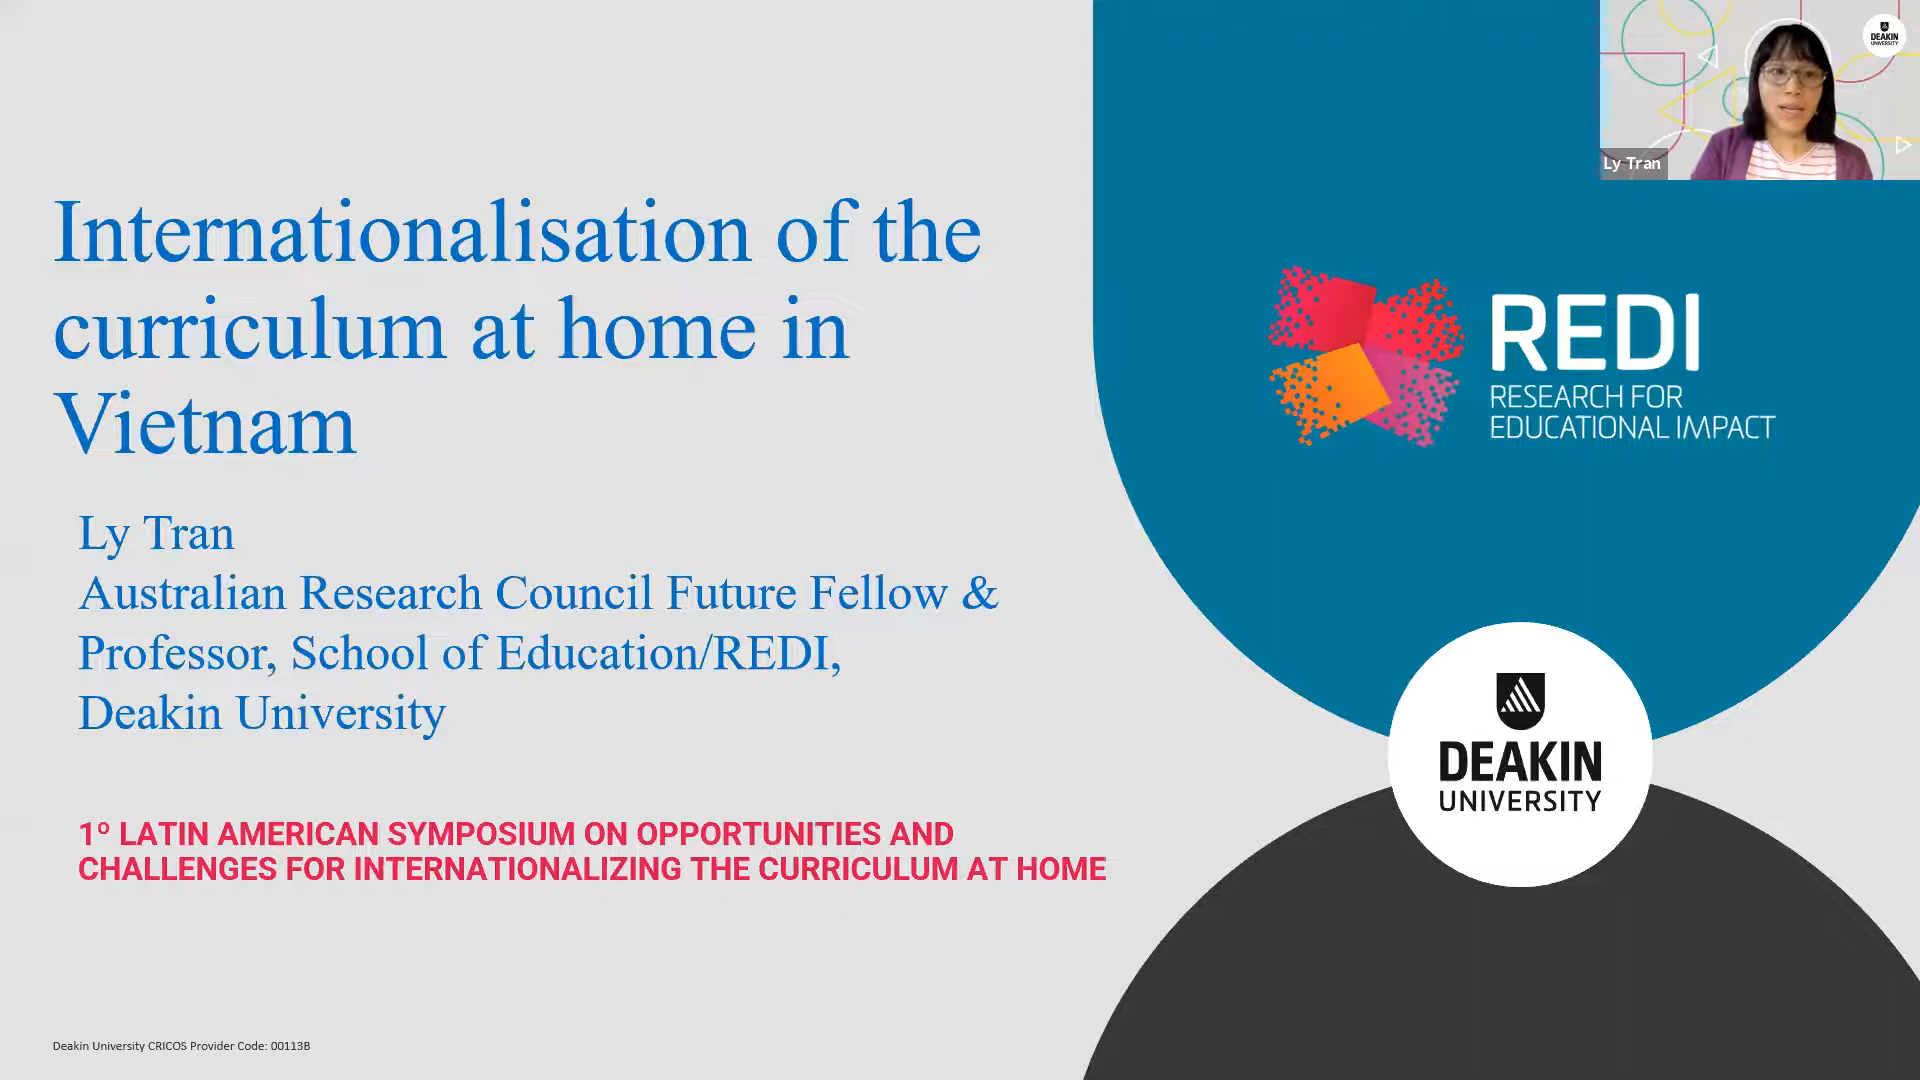 Internationalisation of the
curriculum at home in
Vietnam
Ly Tran
Australian Research Council Future Fellow &
Professor, School of Education/REDI,
Deakin University
1º LATIN AMERICAN SYMPOSIUM ON OPPORTUNITIES AND
CHALLENGES FOR INTERNATIONALIZING THE CURRICULUM AT HOME
Deakin University CRICOS Provider Code: 00113B
REDI
RESEARCH FOR
EDUCATIONAL IMPACT
DEAKIN
UNIVERSITY
DEAKIN
UNIVERSITY
Ly Tran